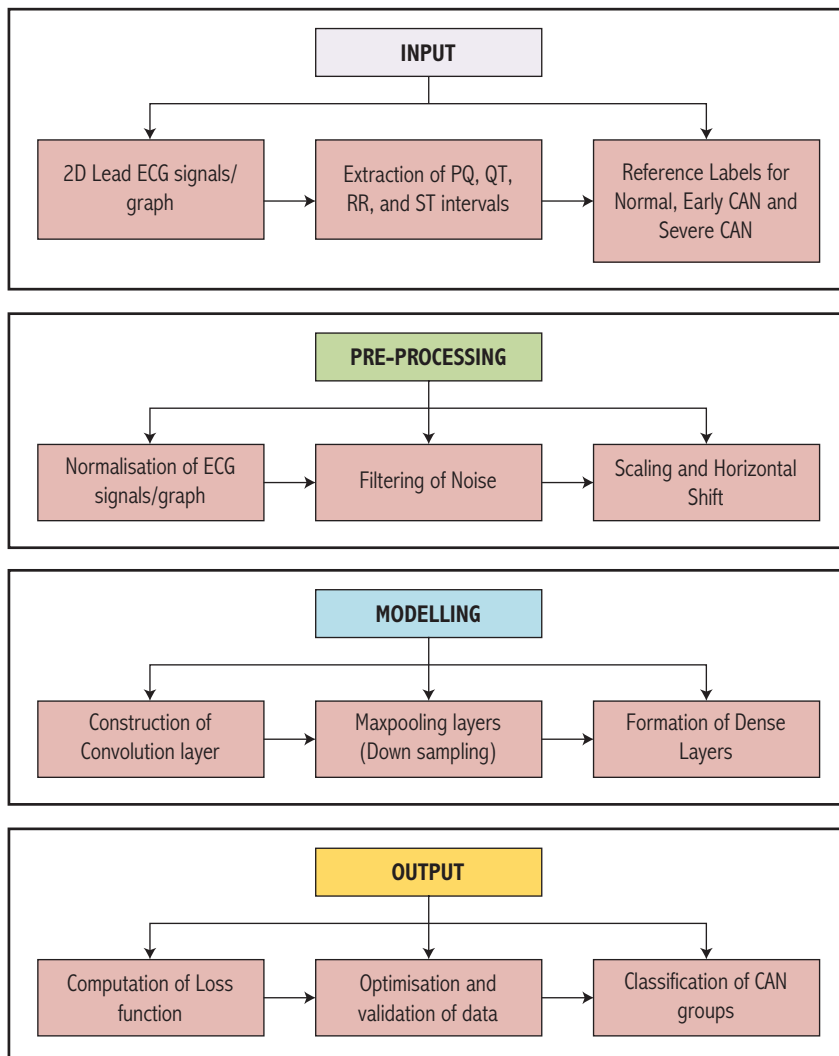 INPUT
2D Lead ECG signals/
graph
Extraction of PQ, QT,
RR, and ST intervals
Reference Labels for
Normal, Early CAN and
Severe CAN
PRE-PROCESSING
Normalisation of ECG
signals/graph
Filtering of Noise
Scaling and Horizontal
Shift
MODELLING
Construction of
Convolution layer
Maxpooling layers
(Down sampling)
Formation of Dense
Layers
OUTPUT
Computation of Loss
function
Optimisation and
validation of data
Classification of CAN
groups